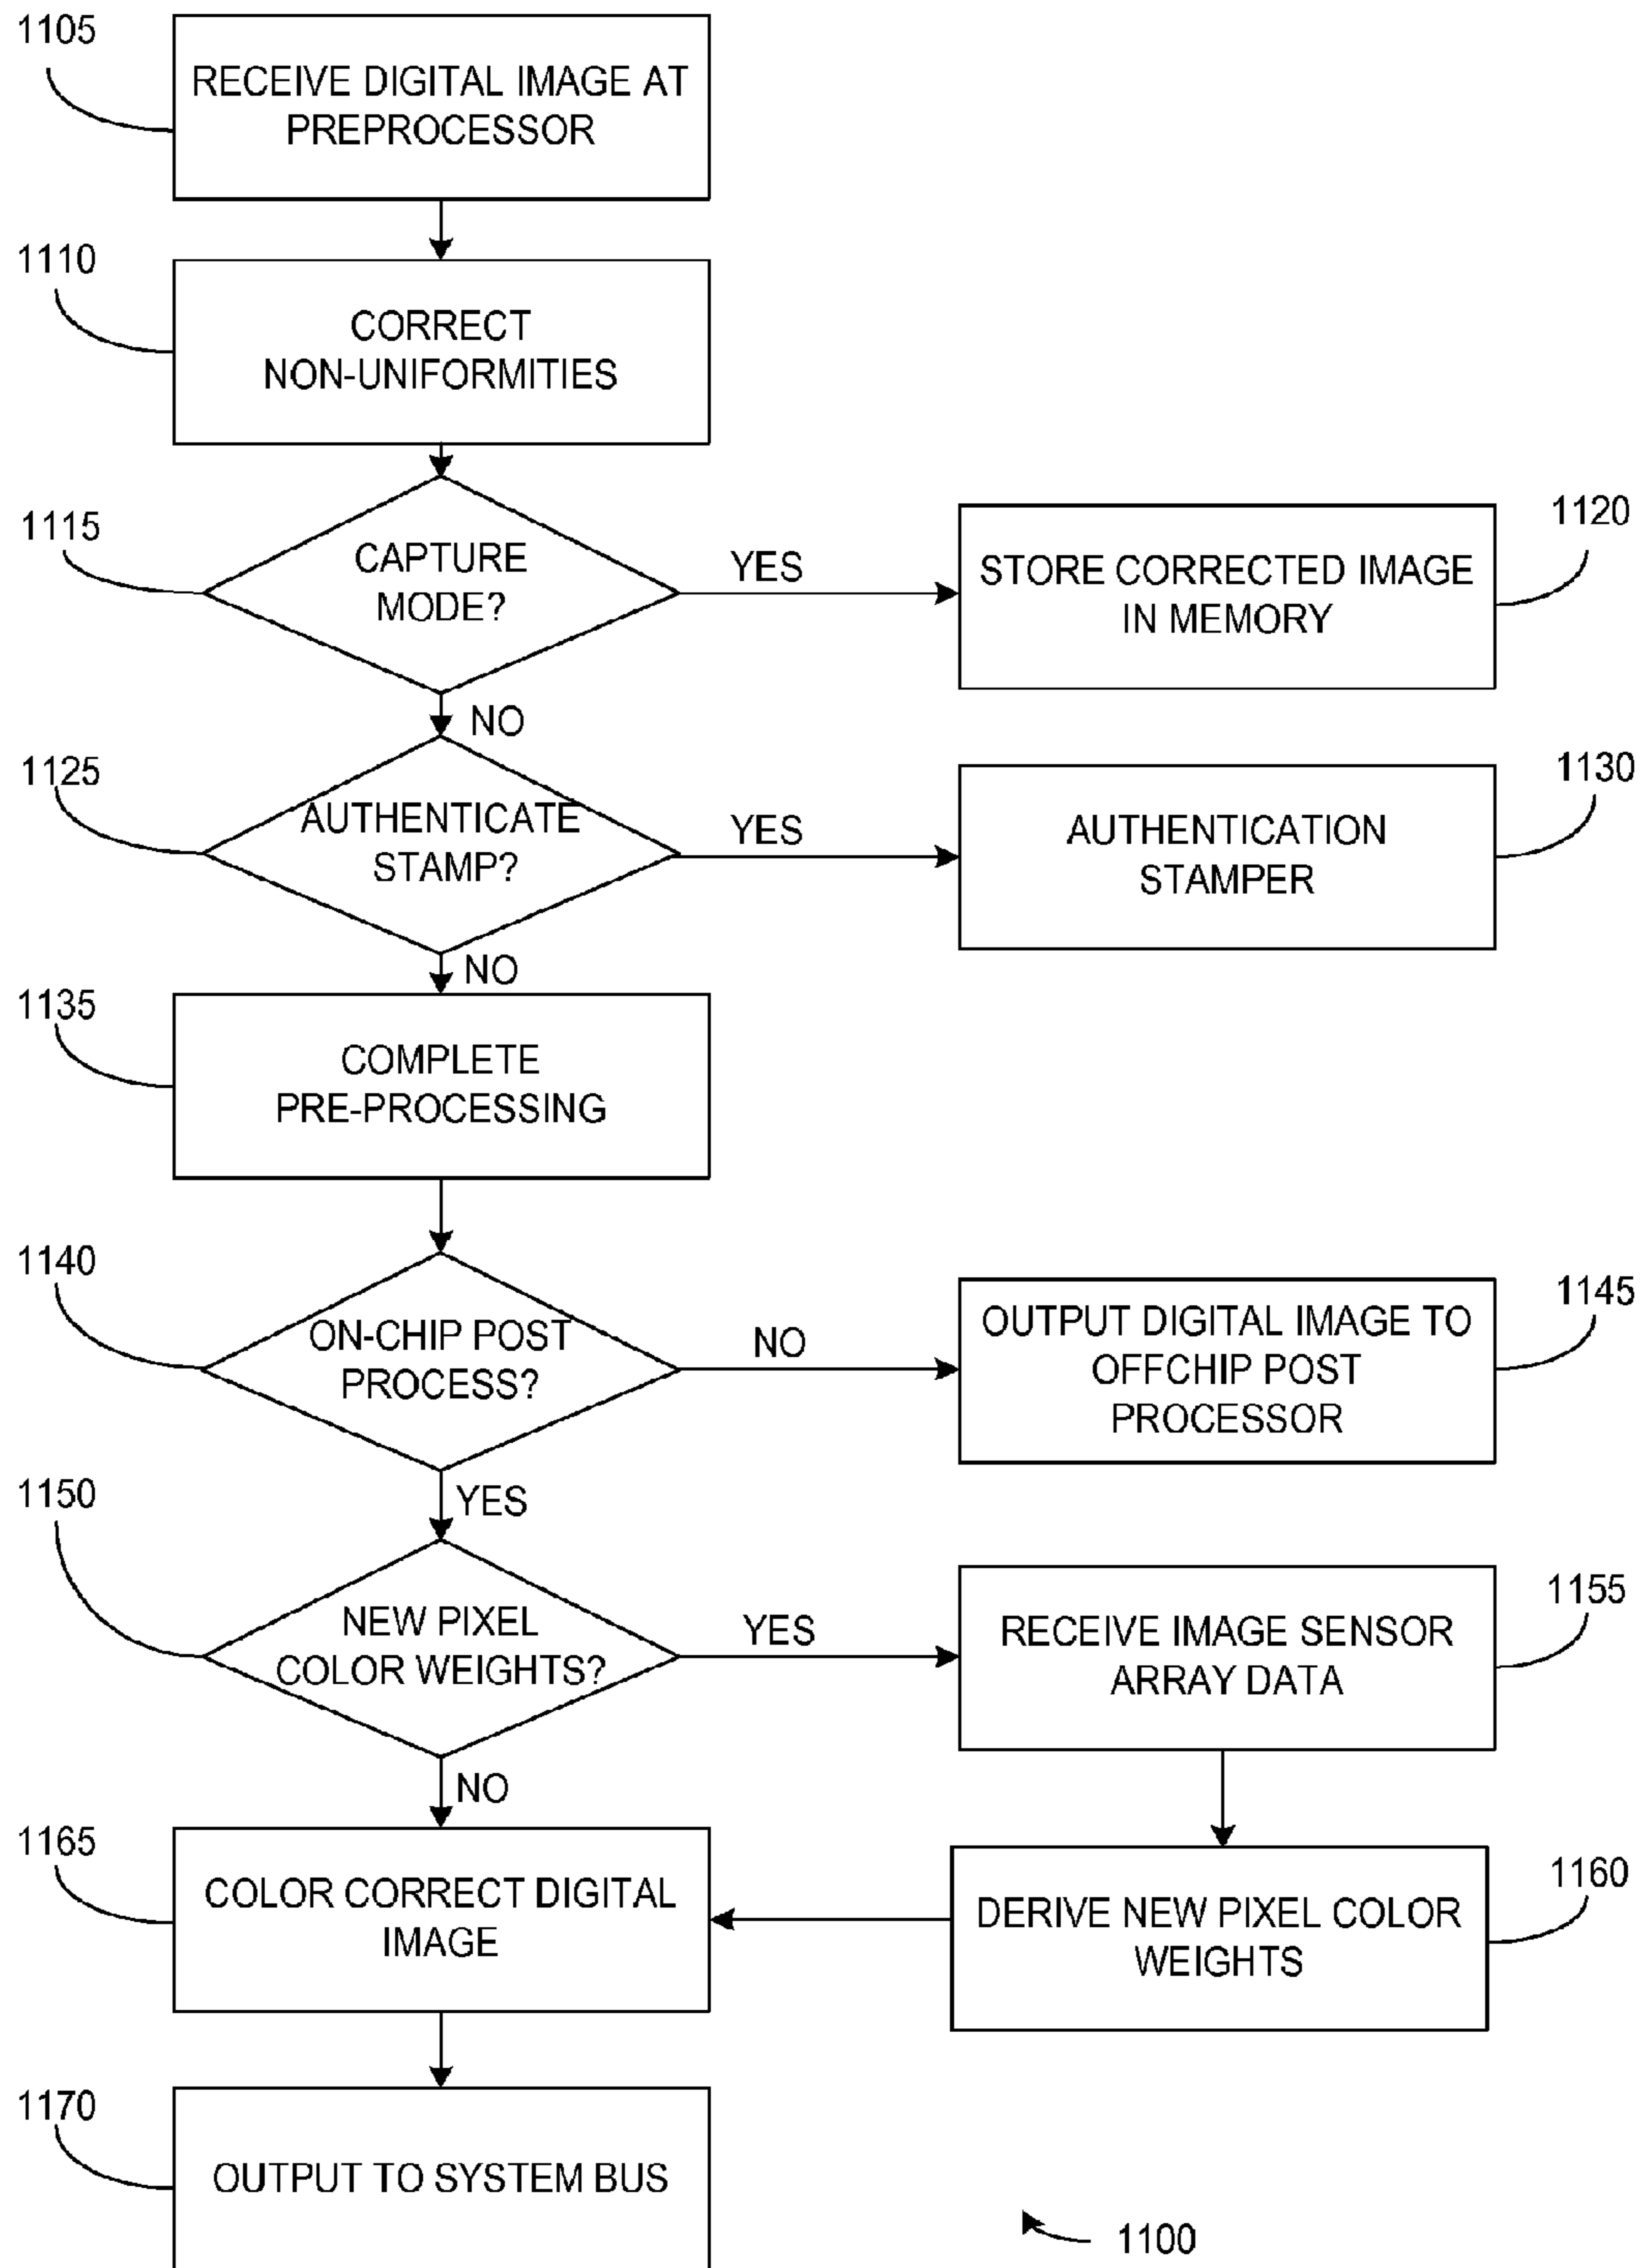 1105
RECEIVE DIGITAL IMAGE AT
PREPROCESSOR
1110
CORRECT
NON-UNIFORMITIES
1115
CAPTURE
MODE?
YES
1120
STORE CORRECTED IMAGE
IN MEMORY
NO
1125
AUTHENTICATE
STAMP?
YES
1130
AUTHENTICATION
STAMPER
NO
1135
COMPLETE
PRE-PROCESSING
1140
ON-CHIP POST
PROCESS?
NO
1145
OUTPUT DIGITAL IMAGE TO
OFFCHIP POST
PROCESSOR
YES
1150
NEW PIXEL
COLOR WEIGHTS?
YES
1155
RECEIVE IMAGE SENSOR
ARRAY DATA
NO
1165
COLOR CORRECT DIGITAL
IMAGE
1160
DERIVE NEW PIXEL COLOR
WEIGHTS
1170
OUTPUT TO SYSTEM BUS
1100